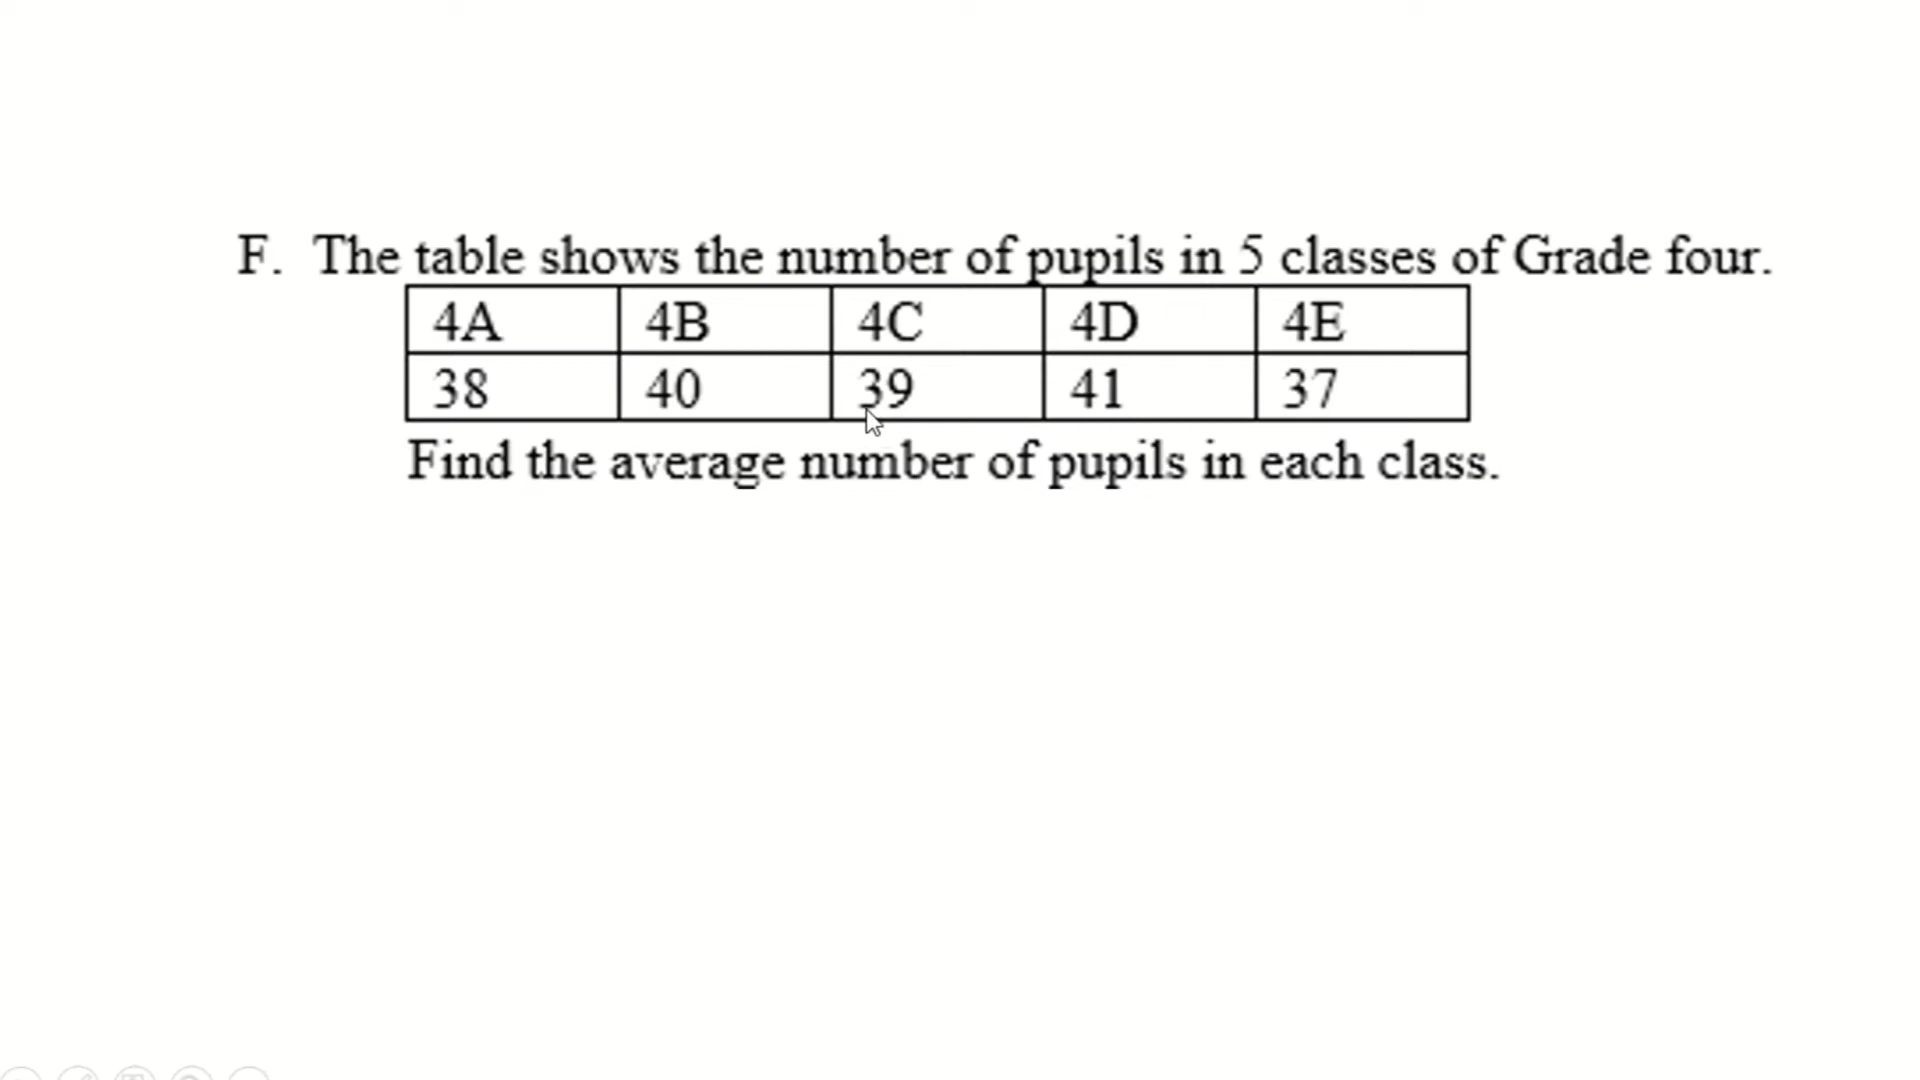 F. The table shows the number of pupils in 5 classes of Grade four.
4A 4B 4C 4D 4E
38 40 39 41 37
Find the average number of pupils in each class.